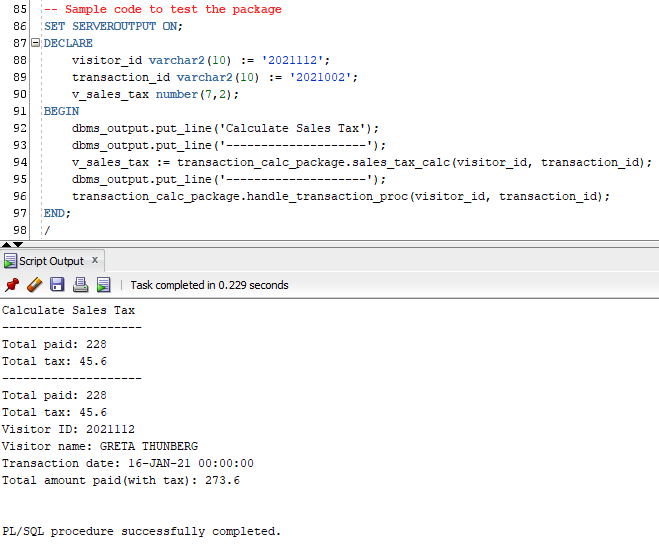 85 -- Sample code to test the package
86 SET SERVEROUTPUT ON;
87 DECLARE
88 visitor_id varchar2(10) := '2021112';
89 transaction_id varchar2(10) := '2021002';
90 v_sales_tax number(7,2);
91 BEGIN
92 dbms_output.put_line('Calculate Sales Tax');
93 dbms_output.put_line('--------------------');
94 v_sales_tax := transaction_calc_package.sales_tax_calc(visitor_id, transaction_id);
95 dbms_output.put_line('--------------------');
96 transaction_calc_package.handle_transaction_proc(visitor_id, transaction_id);
97 END;
98 /
Script Output x
Task completed in 0.229 seconds
Calculate Sales Tax
--------------------
Total paid: 228
Total tax: 45.6
--------------------
Total paid: 228
Total tax: 45.6
Visitor ID: 2021112
Visitor name: GRETA THUNBERG
Transaction date: 16-JAN-21 00:00:00
Total amount paid(with tax): 273.6
PL/SQL procedure successfully completed.